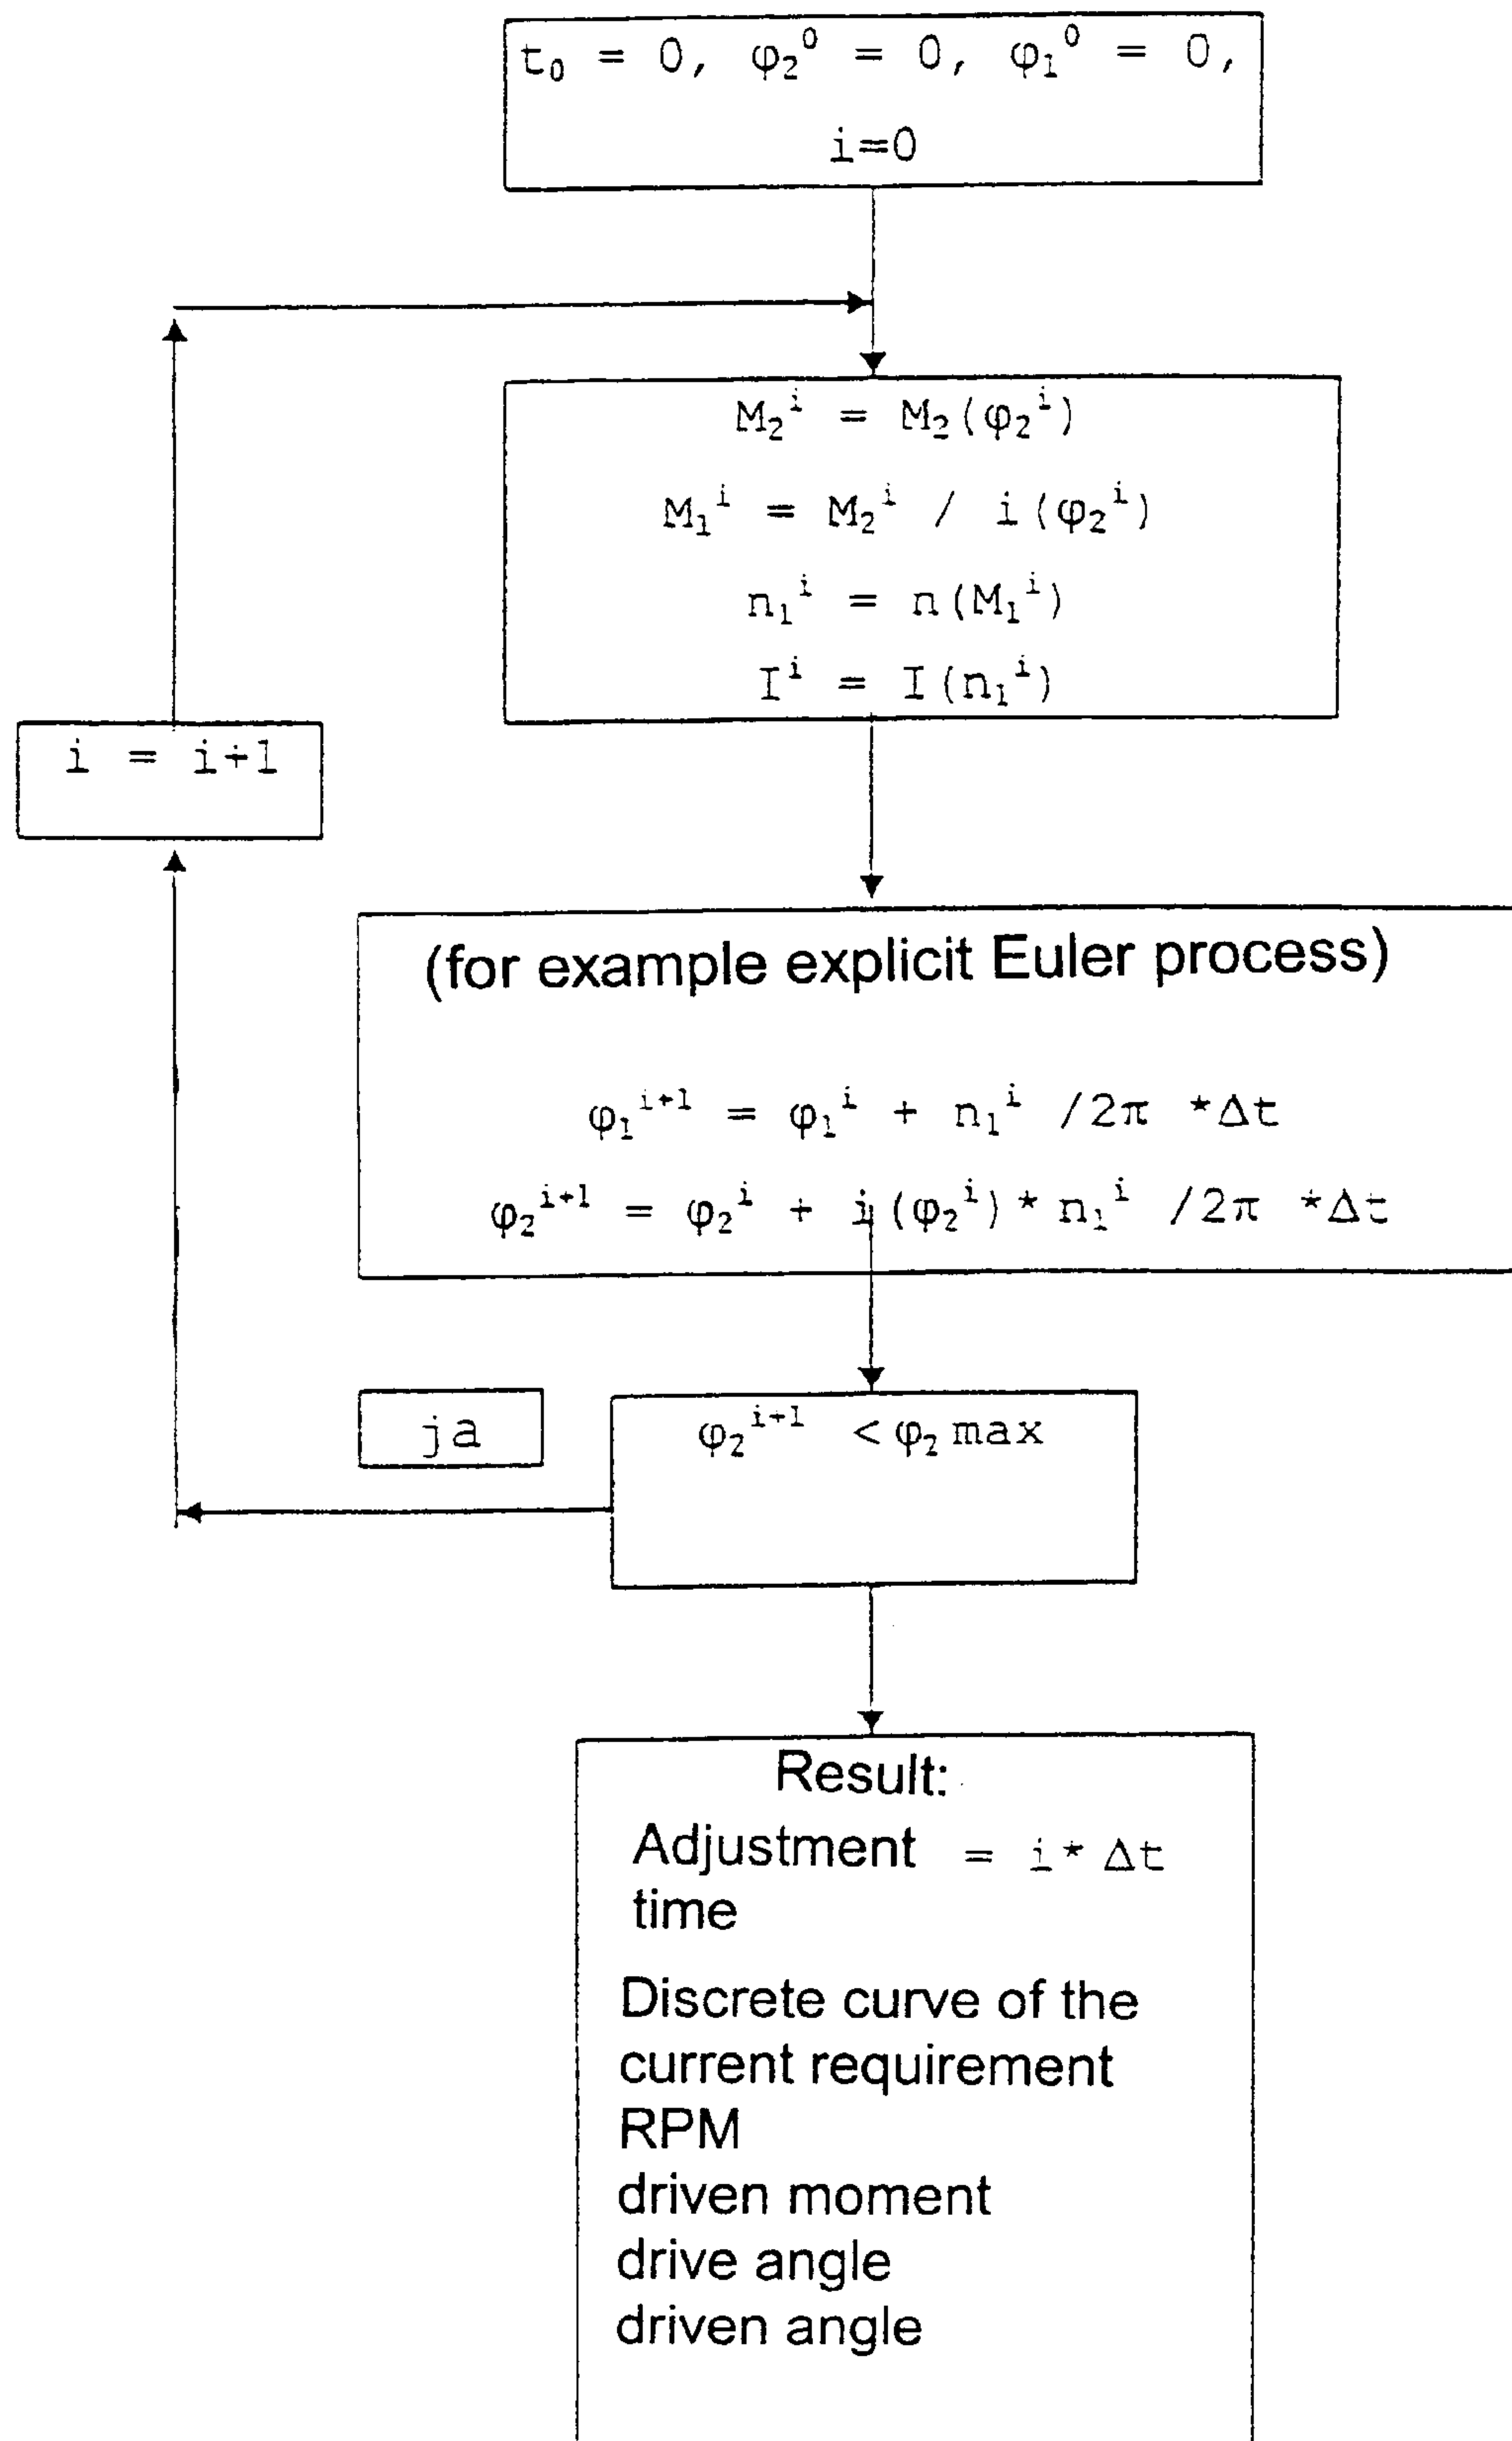 t₀ = 0, φ₂⁰ = 0, φ₁⁰ = 0,
i=0
M₂ⁱ = M₂(φ₂ⁱ)
M₁ⁱ = M₂ⁱ / i(φ₂ⁱ)
n₁ⁱ = n(M₁ⁱ)
Iⁱ = I(n₁ⁱ)
i = i+1
(for example explicit Euler process)
φ₁ⁱ⁺¹ = φ₁ⁱ + n₁ⁱ /2π *Δt
φ₂ⁱ⁺¹ = φ₂ⁱ + i(φ₂ⁱ)* n₁ⁱ /2π *Δt
ja
φ₂ⁱ⁺¹ < φ₂ max
Result:
Adjustment = i* Δt
time
Discrete curve of the
current requirement
RPM
driven moment
drive angle
driven angle